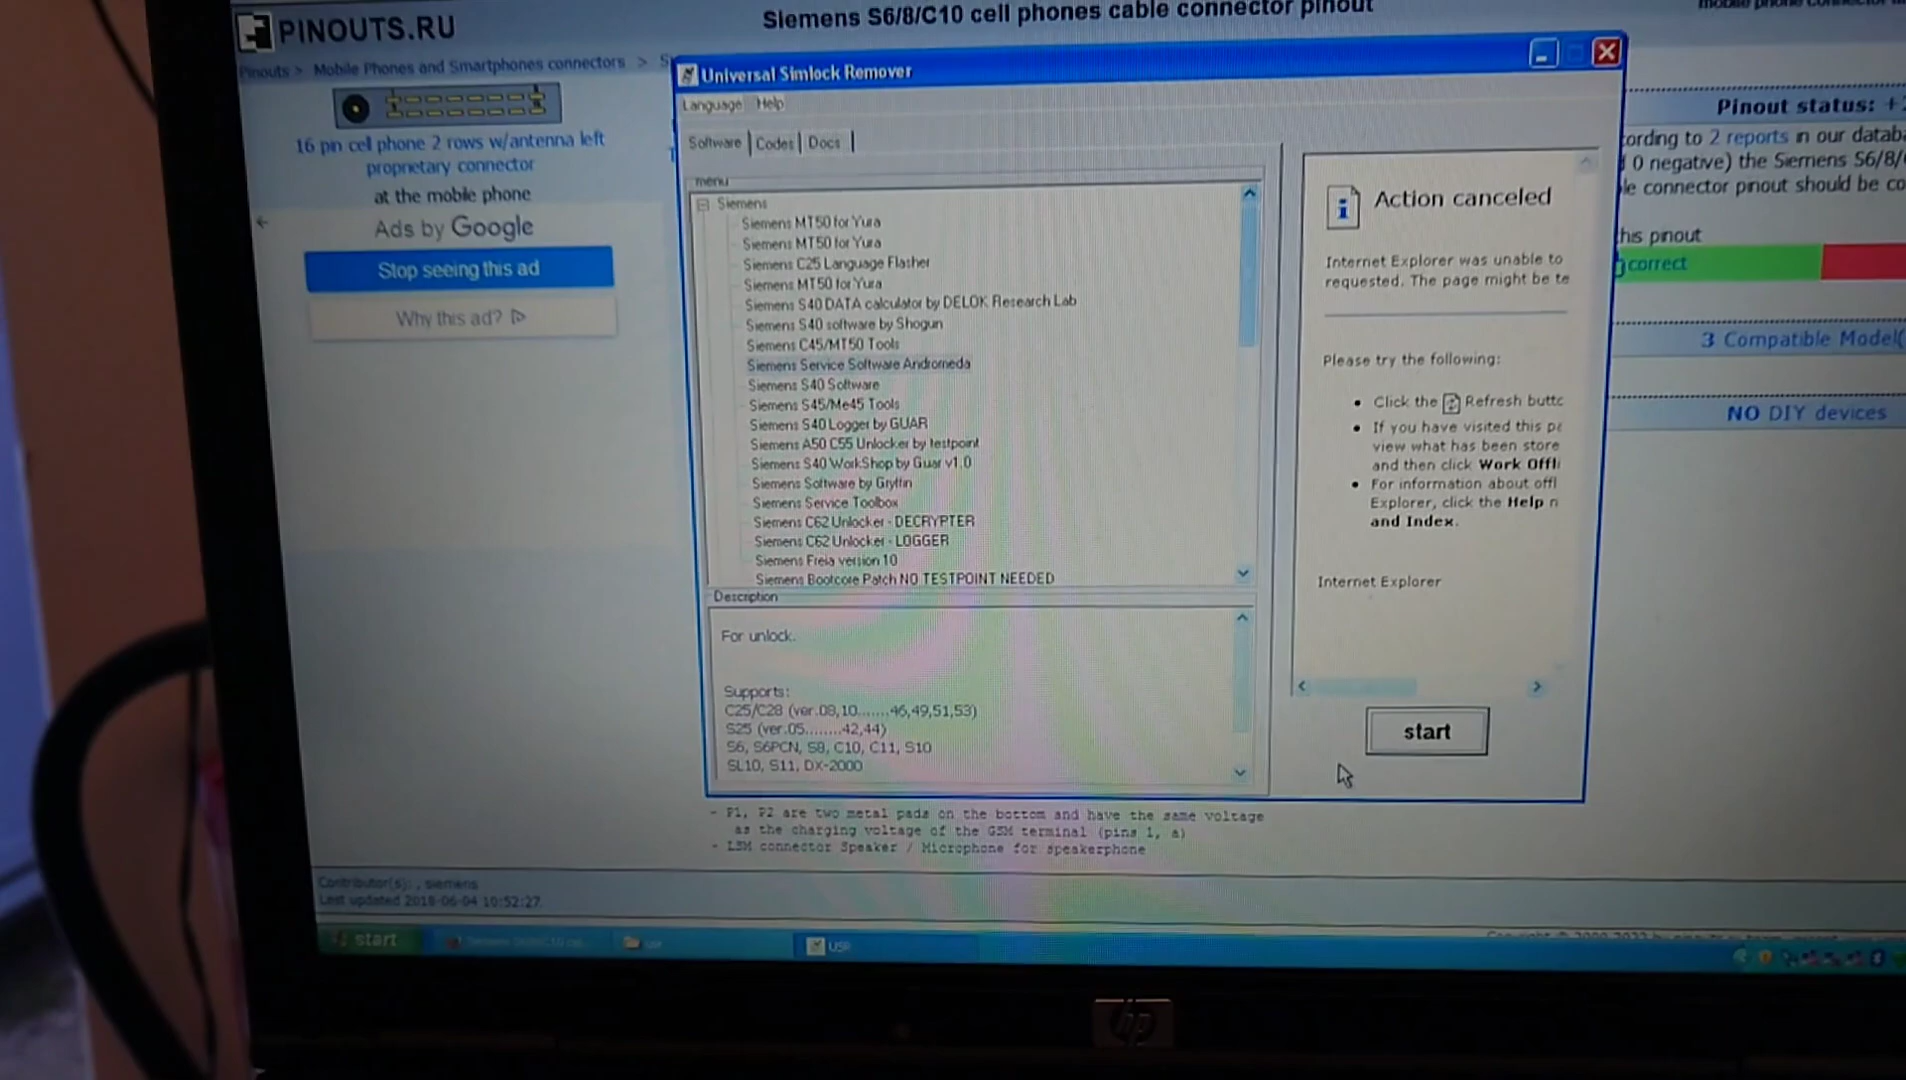 PINOUTS.RU
Siemens S6/8/C10 cell phones cable connector pinout
Pinouts > Mobile Phones and Smartphones connectors >
16 pin cell phone 2 rows w/antenna left
proprietary connector
at the mobile phone
Ads by Google
Stop seeing this ad
Why this ad?
Universal Simlock Remover
Language Help
Software Codes Docs
menu
Siemens
Siemens MT50 for Yura
Siemens MT50 for Yura
Siemens C25 Language Flasher
Siemens MT50 for Yura
Siemens S40 DATA calculator by DELOK Research Lab
Siemens S40 software by Shogun
Siemens C45/MT50 Tools
Siemens Service Software Andromeda
Siemens S40 Software
Siemens S45/Me45 Tools
Siemens S40 Logger by GUAR
Siemens A50 C55 Unlocker by testpoint
Siemens S40 WorkShop by Guar v1.0
Siemens Software by Gryffin
Siemens Service Toolbox
Siemens C62 Unlocker - DECRYPTER
Siemens C62 Unlocker - LOGGER
Siemens Freia version 10
Siemens Bootcore Patch NO TESTPOINT NEEDED
Description
For unlock.
Supports:
C25/C28 (ver.08,10.......46,49,51,53)
S25 (ver.05........42,44)
S6, S6PCN, S8, C10, C11, S10
SL10, S11, DX-2000
Action canceled
Internet Explorer was unable to
requested. The page might be te
Please try the following:
Click the Refresh butto
If you have visited this pa
view what has been store
and then click Work Offli
For information about offl
Explorer, click the Help n
and Index.
Internet Explorer
start
Pinout status: +
cording to 2 reports in our databa
0 negative) the Siemens S6/8/
le connector pinout should be co
his pinout
correct
3 Compatible Model(
NO DIY devices
- P1, P2 are two metal pads on the bottom and have the same voltage
as the charging voltage of the GSM terminal (pins 1, a)
- LSM connector Speaker / Microphone for speakerphone
Contributor(s): , siemens
Last updated 2018-06-04 10:52:27.
start
USR
hp